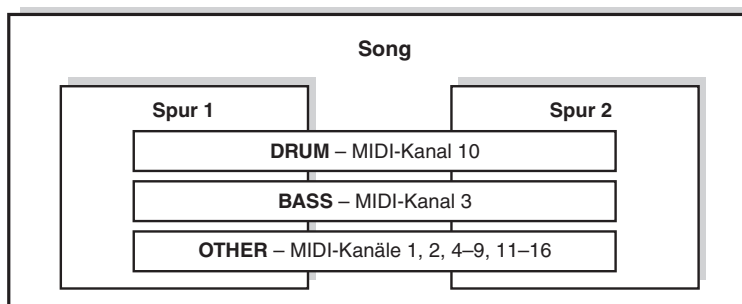 Song
Spur 1
Spur 2
DRUM – MIDI-Kanal 10
BASS – MIDI-Kanal 3
OTHER – MIDI-Kanäle 1, 2, 4–9, 11–16